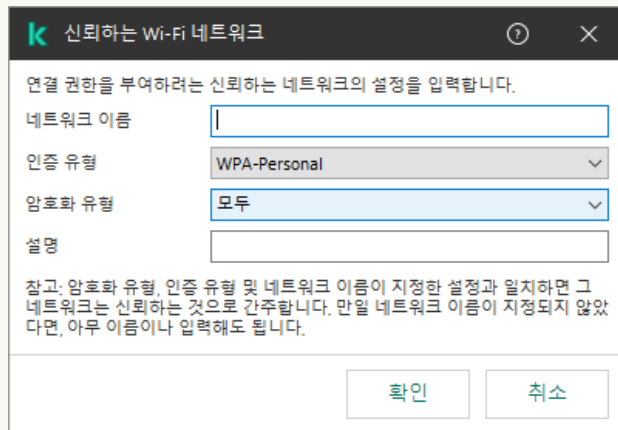 신뢰하는 Wi-Fi 네트워크
연결 권한을 부여하려는 신뢰하는 네트워크의 설정을 입력합니다.
네트워크 이름
인증 유형
WPA-Personal
암호화 유형
모두
설명
참고: 암호화 유형, 인증 유형 및 네트워크 이름이 지정한 설정과 일치하면 그
네트워크는 신뢰하는 것으로 간주합니다. 만일 네트워크 이름이 지정되지 않았
다면, 아무 이름이나 입력해도 됩니다.
확인
취소